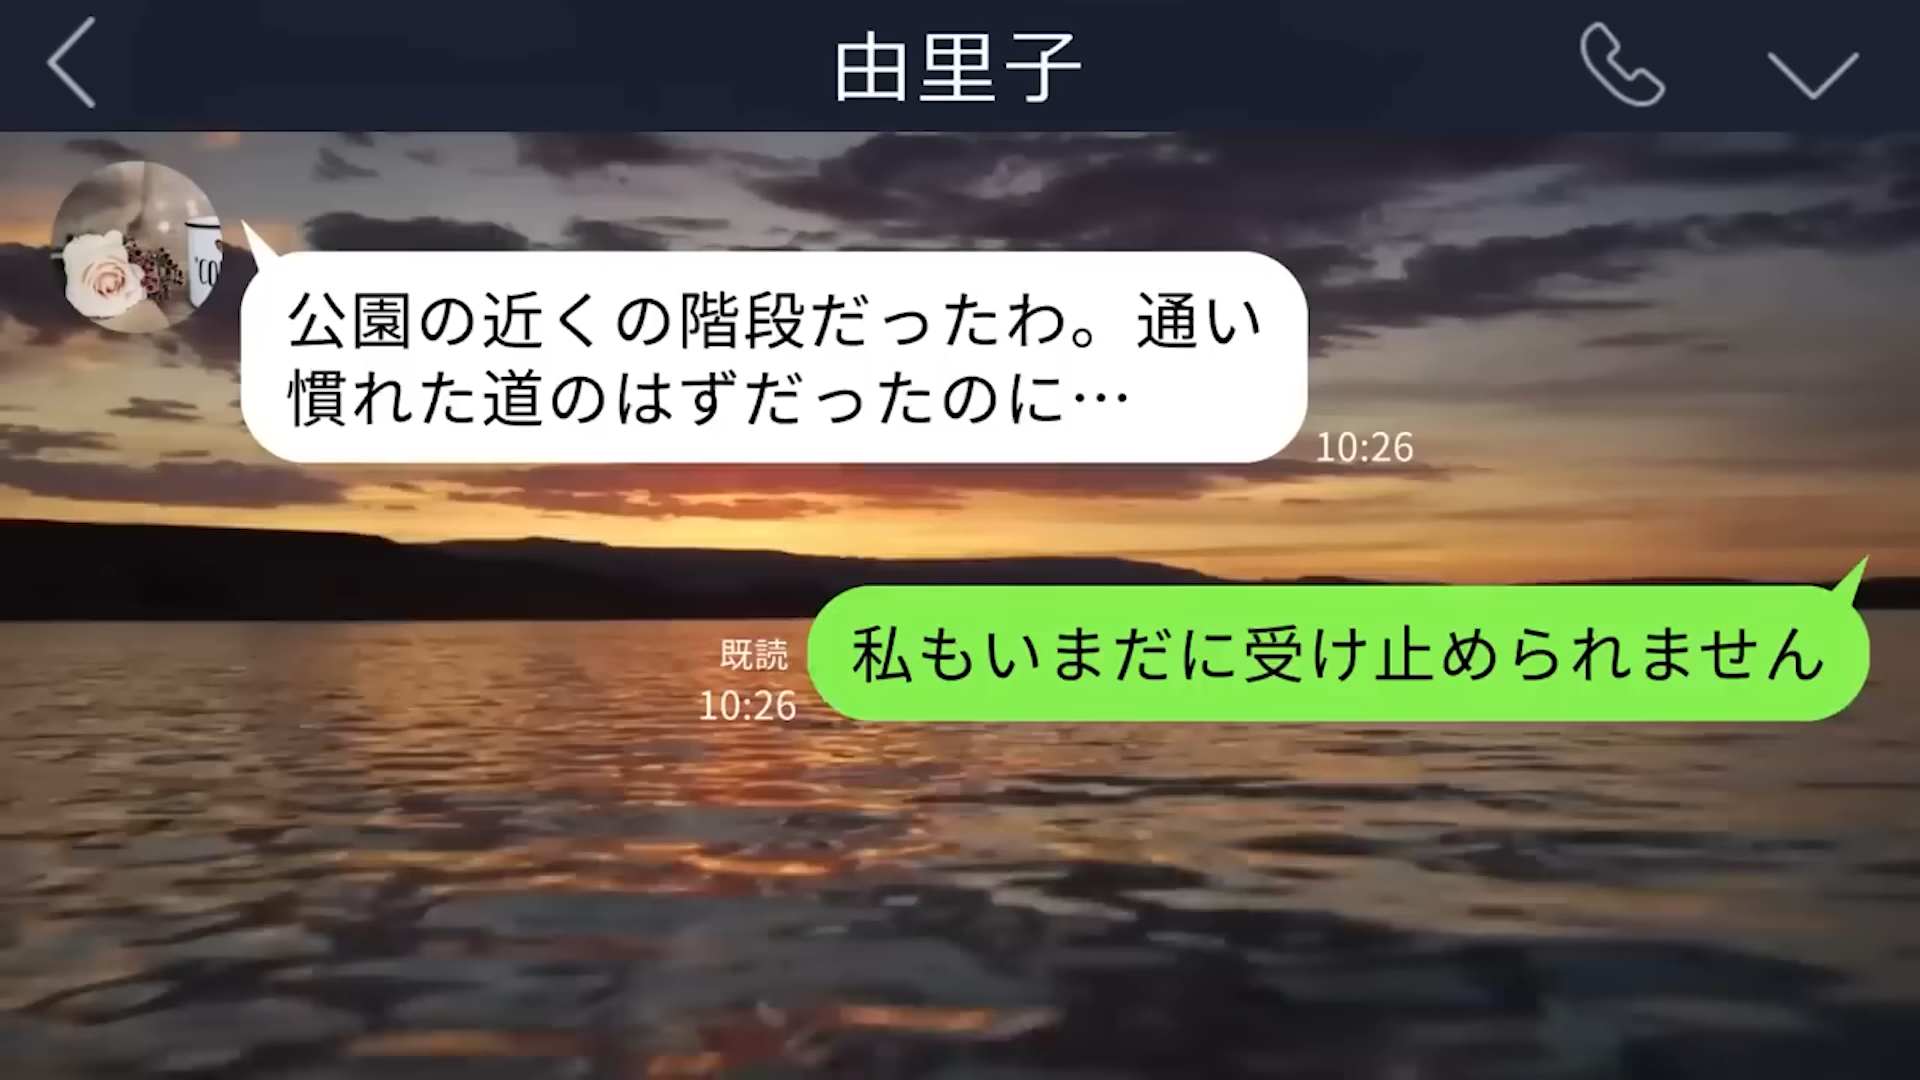 由里子
公園の近くの階段だったわ。通い
慣れた道のはずだったのに…
10:26
私もいまだに受け止められません
既読
10:26